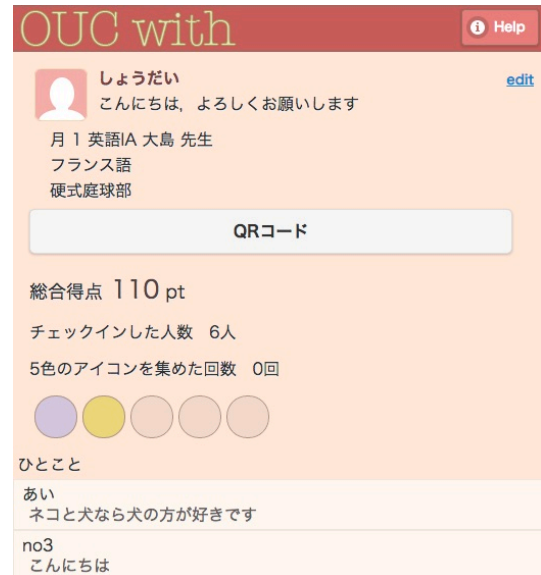 OUC with
Help
しょうだい
edit
こんにちは，よろしくお願いします
月 1 英語IA 大島 先生
フランス語
硬式庭球部
QRコード
総合得点 110 pt
チェックインした人数 6人
5色のアイコンを集めた回数 0回
ひとこと
あい
ネコと犬なら犬の方が好きです
no3
こんにちは